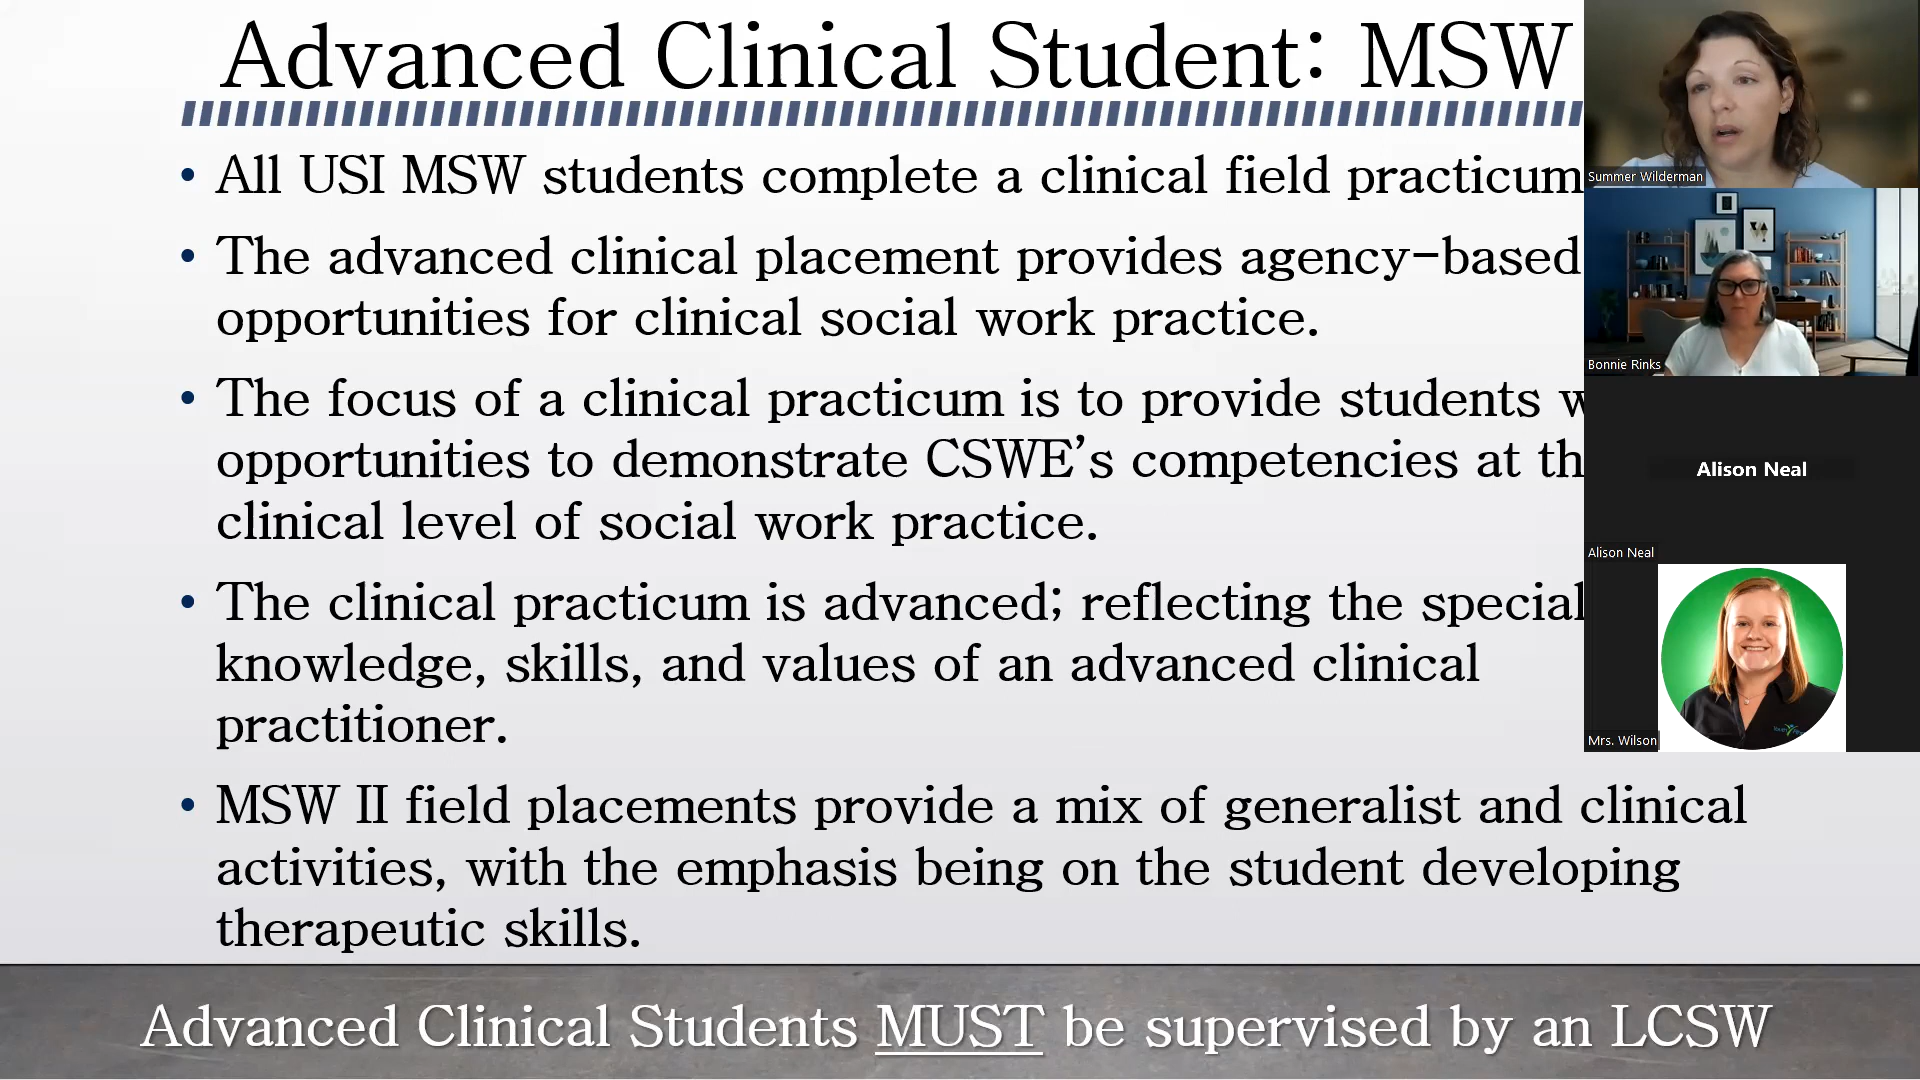 Advanced Clinical Student: MSW
• All USI MSW students complete a clinical field practicum
• The advanced clinical placement provides agency-based
opportunities for clinical social work practice.
• The focus of a clinical practicum is to provide students w
opportunities to demonstrate CSWE’s competencies at th
clinical level of social work practice.
• The clinical practicum is advanced; reflecting the special
knowledge, skills, and values of an advanced clinical
practitioner.
• MSW II field placements provide a mix of generalist and clinical
activities, with the emphasis being on the student developing
therapeutic skills.
Advanced Clinical Students MUST be supervised by an LCSW
Summer Wilderman
Bonnie Rinks
Alison Neal
Alison Neal
Mrs. Wilson